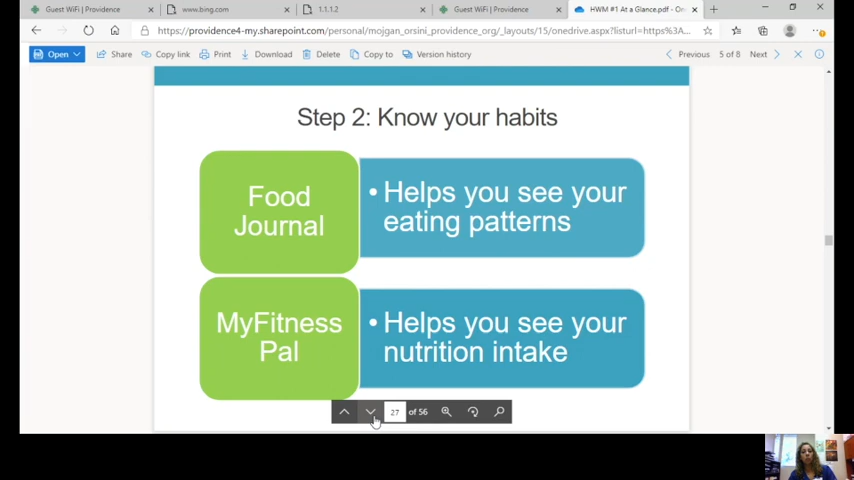 Guest WiFi | Providence
www.bing.com
1.1.1.2
Guest WiFi | Providence
HWM #1 At a Glance.pdf - On
https://providence4-my.sharepoint.com/personal/mojgan_orsini_providence_org/_layouts/15/onedrive.aspx?listurl=https%3A...
Open
Share
Copy link
Print
Download
Delete
Copy to
Version history
Previous
5 of 8
Next
Step 2: Know your habits
Food
Journal
• Helps you see your
eating patterns
MyFitness
Pal
• Helps you see your
nutrition intake
27 of 56